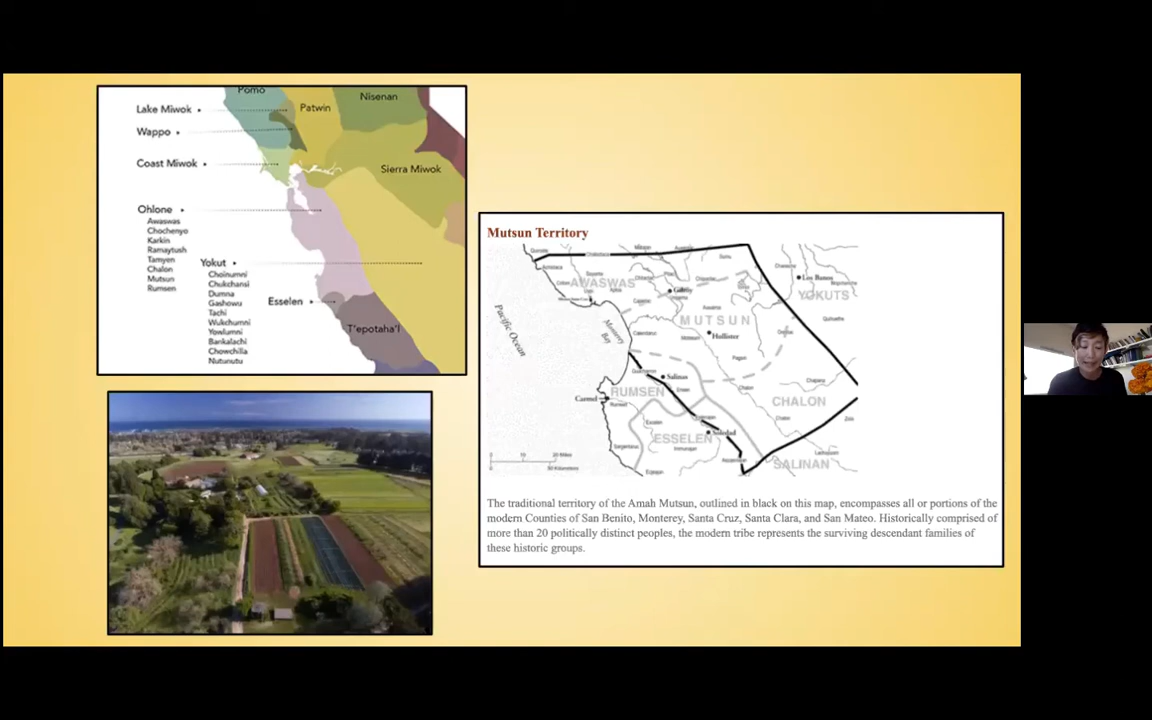 Pomo
Nisenan
Lake Miwok
Patwin
Wappo
Coast Miwok
Sierra Miwok
Ohlone
Awaswas
Chochenyo
Karkin
Ramaytush
Tamyen
Chalon
Mutsun
Rumsen
Yokut
Choinumni
Chukchansi
Dumna
Gashowu
Tachi
Wukchumni
Yowlumni
Bankalachi
Chowchilla
Nutunutu
Esselen
T'epotaha'l
Mutsun Territory
AWASWAS
Gilroy
Los Banos
YOKUTS
Pacific Ocean
Monterey
Bay
MUTSUN
Hollister
Salinas
RUMSEN
Carmel
CHALON
ESSELEN
Soledad
SALINAN
0 10 20 Miles
The traditional territory of the Amah Mutsun, outlined in black on this map, encompasses all or portions of the
modern Counties of San Benito, Monterey, Santa Cruz, Santa Clara, and San Mateo. Historically comprised of
more than 20 politically distinct peoples, the modern tribe represents the surviving descendant families of
these historic groups.